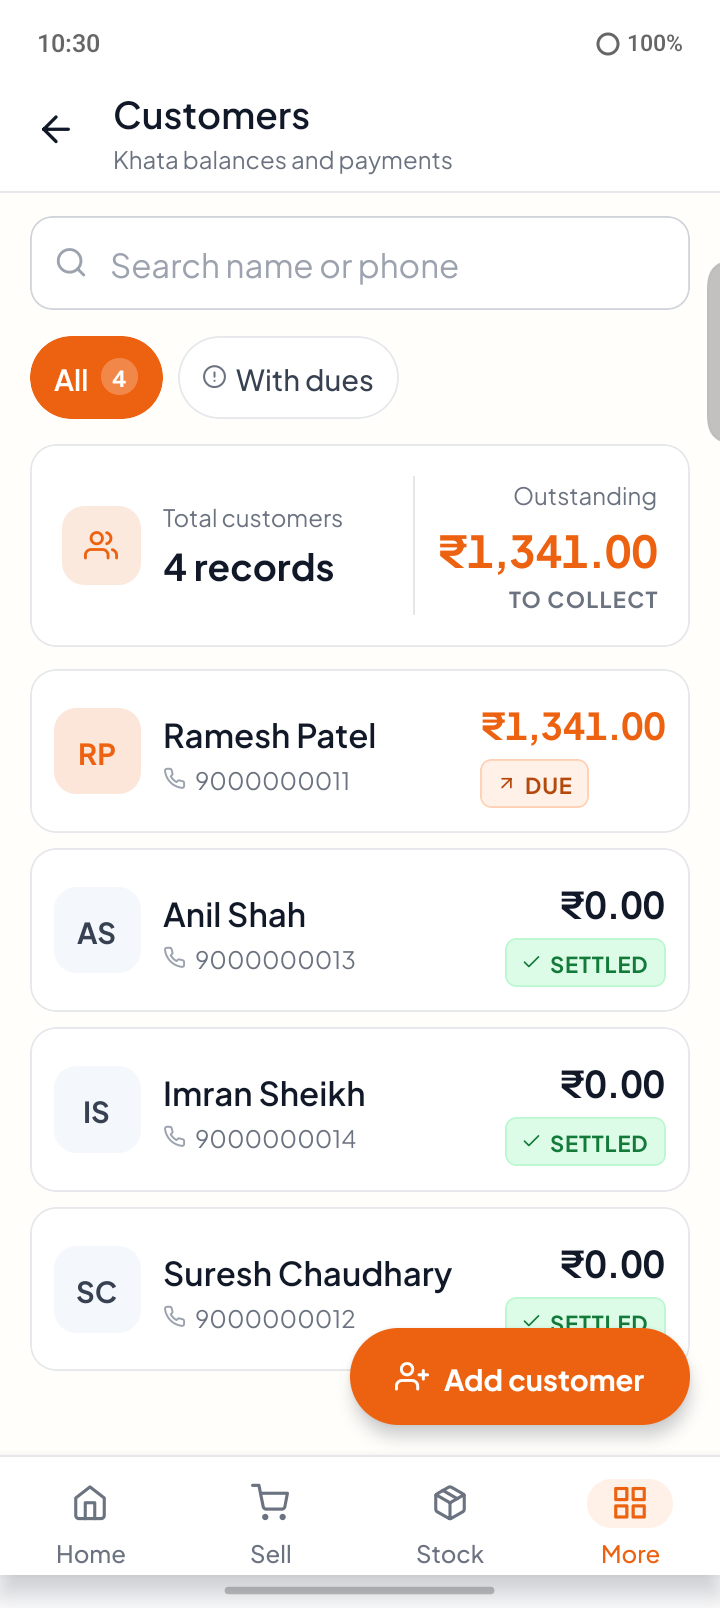 10:30
100%
Customers
Khata balances and payments
Search name or phone
All 4
With dues
Total customers
4 records
Outstanding
₹1,341.00
TO COLLECT
RP
Ramesh Patel
9000000011
₹1,341.00
DUE
AS
Anil Shah
9000000013
₹0.00
SETTLED
IS
Imran Sheikh
9000000014
₹0.00
SETTLED
SC
Suresh Chaudhary
9000000012
₹0.00
SETTLED
Add customer
Home
Sell
Stock
More